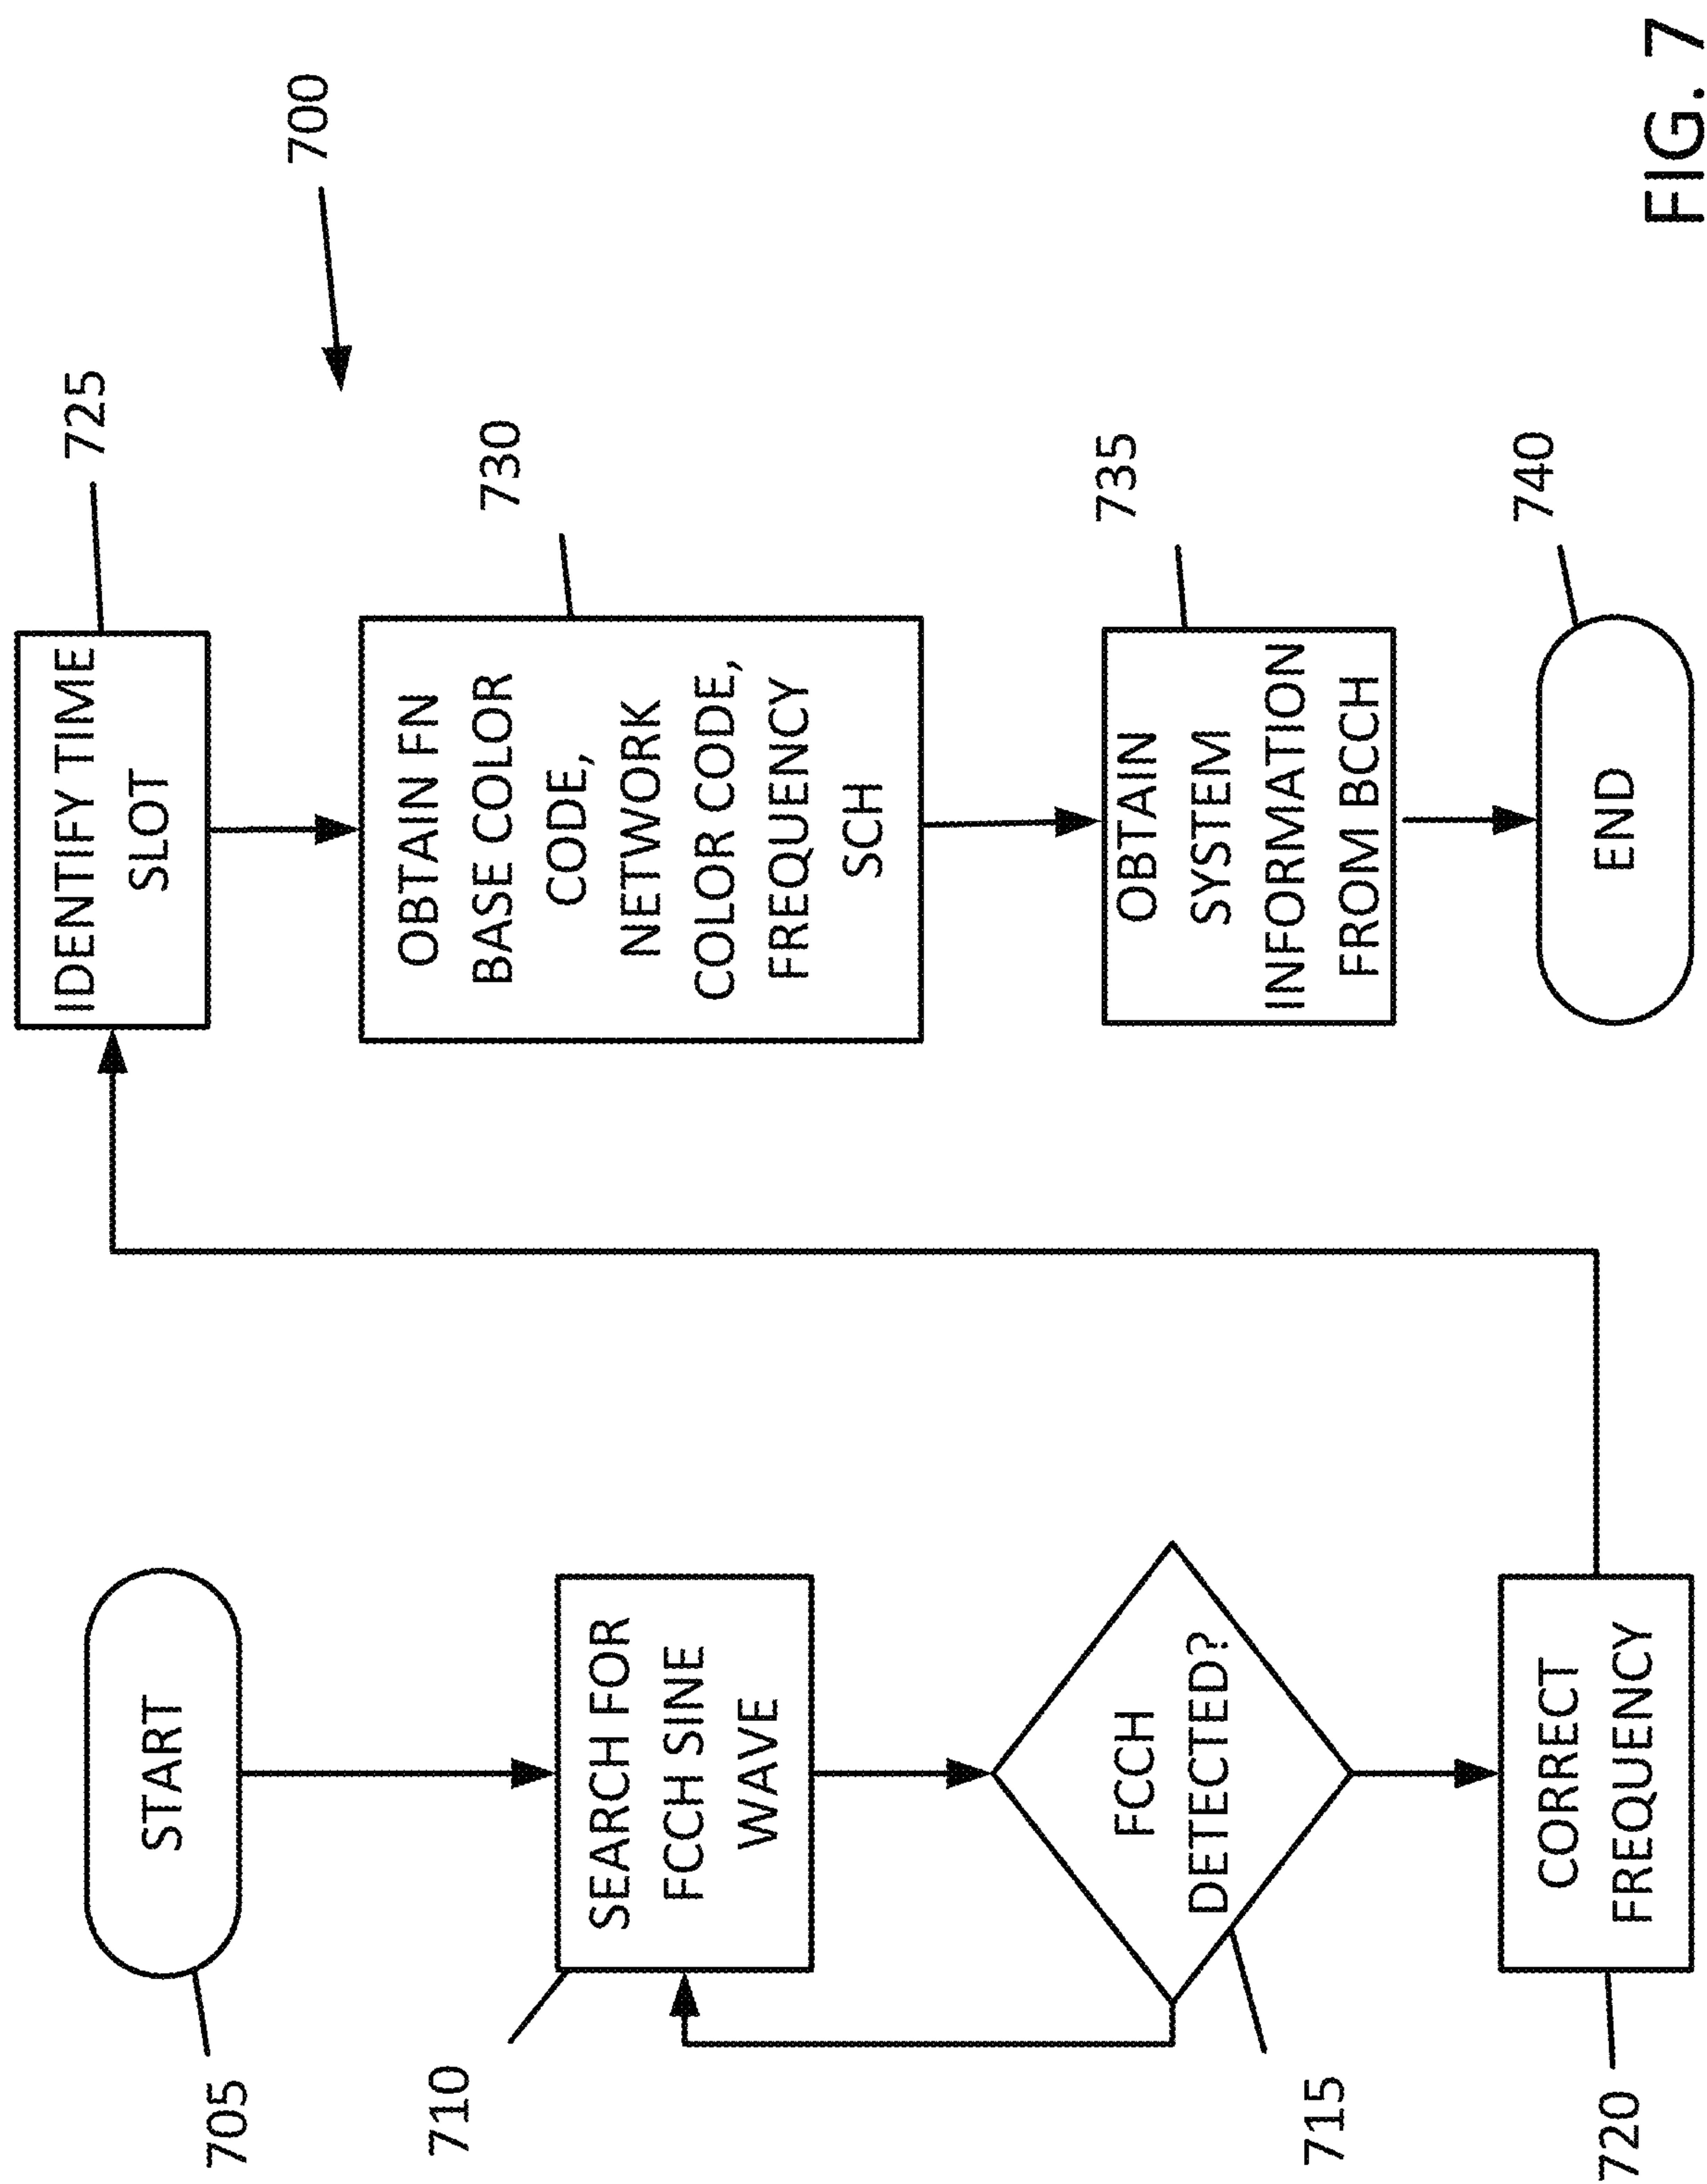 START
705
SEARCH FOR
FCCH SINE
WAVE
710
FCCH
DETECTED?
715
CORRECT
FREQUENCY
720
IDENTIFY TIME
SLOT
725
700
OBTAIN FN
BASE COLOR
CODE,
NETWORK
COLOR CODE,
FREQUENCY
SCH
730
OBTAIN
SYSTEM
INFORMATION
FROM BCCH
735
END
740
FIG. 7